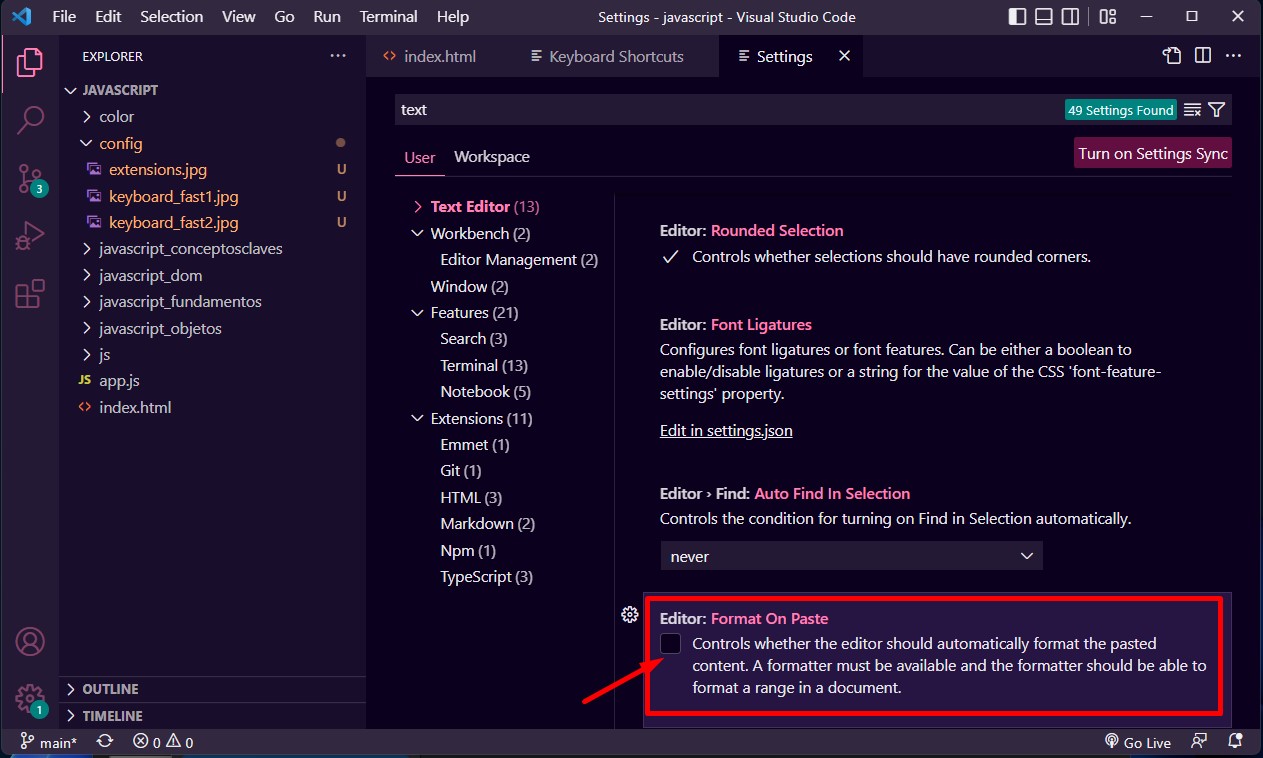 File Edit Selection View Go Run Terminal Help
Settings - javascript - Visual Studio Code
EXPLORER
JAVASCRIPT
color
config
extensions.jpg U
keyboard_fast1.jpg U
keyboard_fast2.jpg U
javascript_conceptosclaves
javascript_dom
javascript_fundamentos
javascript_objetos
js
JS app.js
index.html
OUTLINE
TIMELINE
3
1
index.html
Keyboard Shortcuts
Settings
text
49 Settings Found
User Workspace
Turn on Settings Sync
Text Editor (13)
Workbench (2)
Editor Management (2)
Window (2)
Features (21)
Search (3)
Terminal (13)
Notebook (5)
Extensions (11)
Emmet (1)
Git (1)
HTML (3)
Markdown (2)
Npm (1)
TypeScript (3)
Editor: Rounded Selection
Controls whether selections should have rounded corners.
Editor: Font Ligatures
Configures font ligatures or font features. Can be either a boolean to
enable/disable ligatures or a string for the value of the CSS 'font-feature-
settings' property.
Edit in settings.json
Editor › Find: Auto Find In Selection
Controls the condition for turning on Find in Selection automatically.
never
Editor: Format On Paste
Controls whether the editor should automatically format the pasted
content. A formatter must be available and the formatter should be able to
format a range in a document.
main* 0 0
Go Live